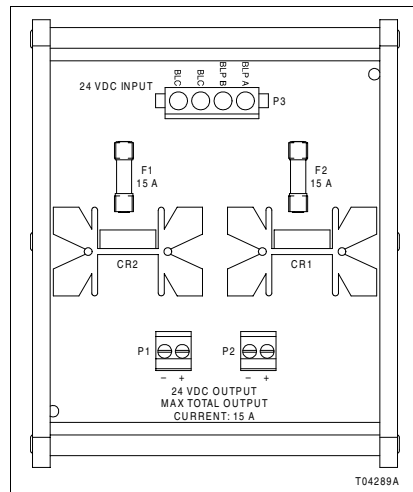 BLC
BLC
BLP B
BLP A
24 VDC INPUT
P3
F1
15 A
F2
15 A
CR2
CR1
P1
P2
– +
– +
24 VDC OUTPUT
MAX TOTAL OUTPUT
CURRENT: 15 A
T04289A